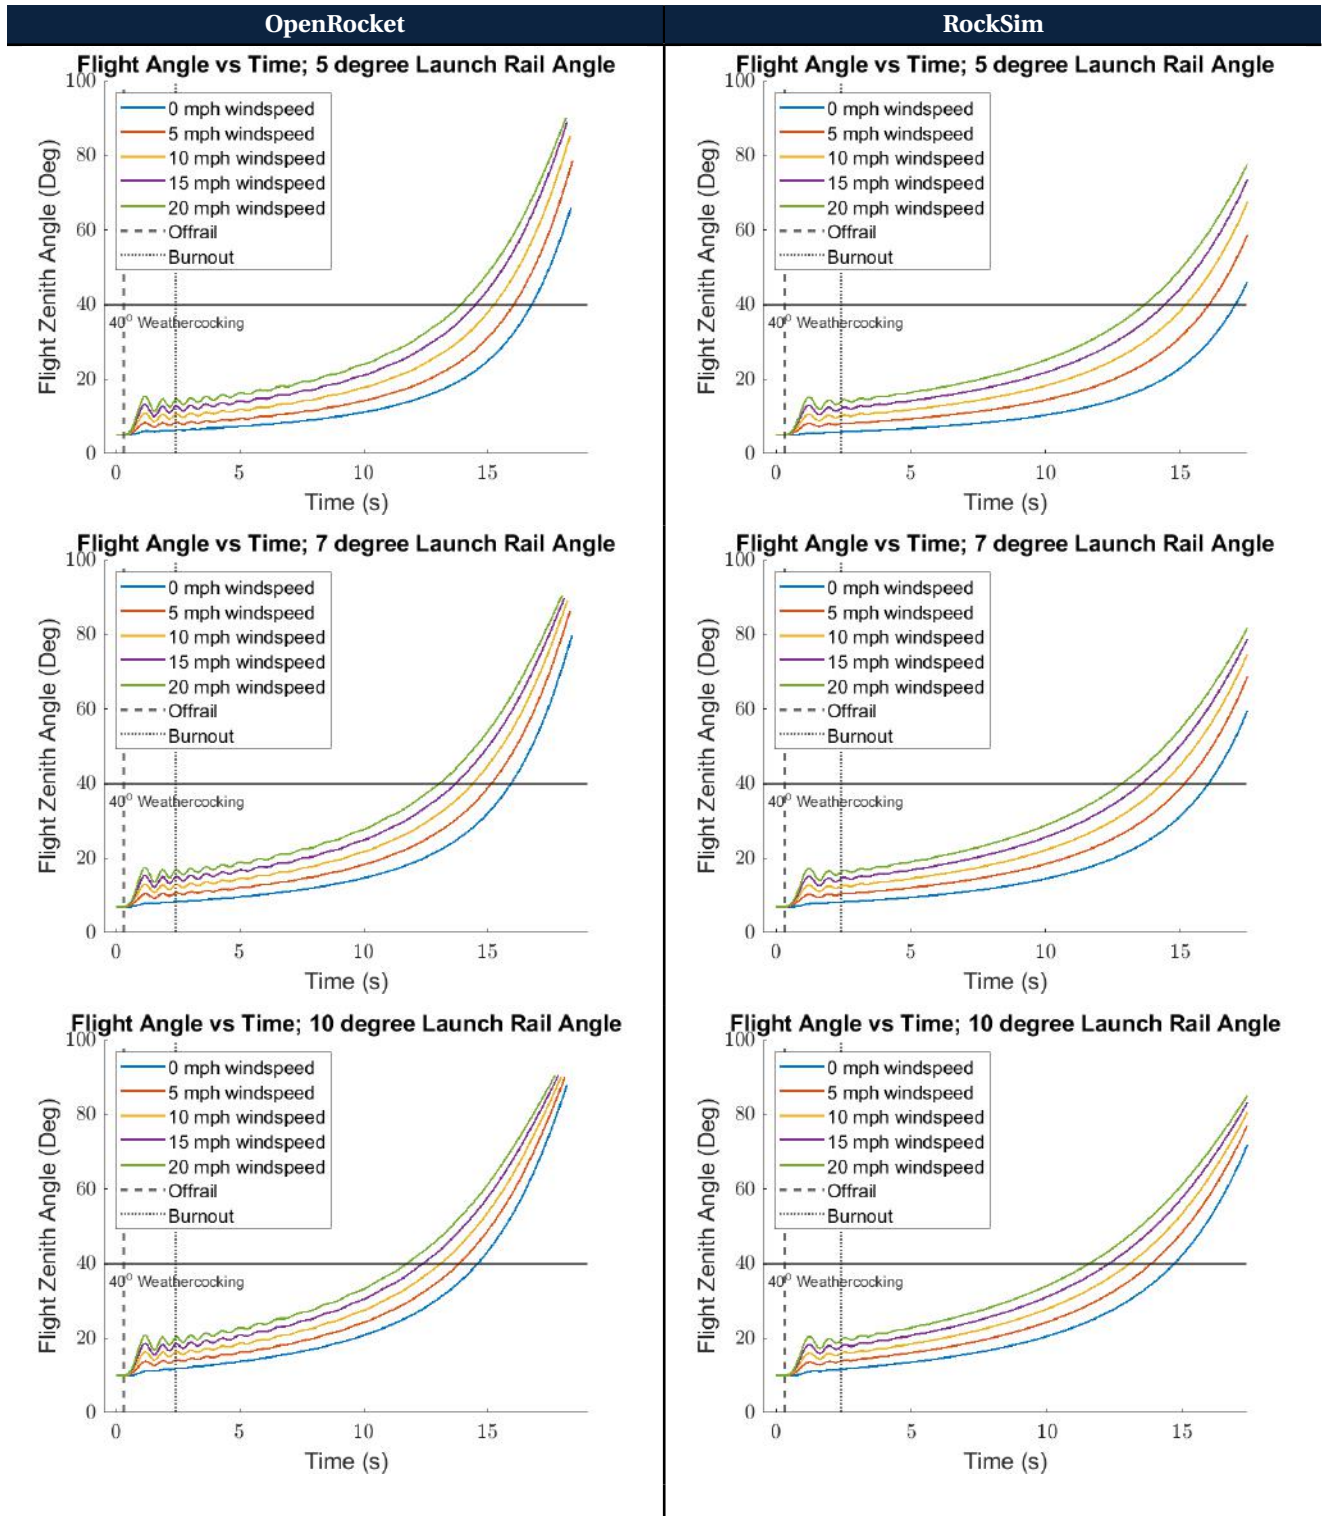 OpenRocket
RockSim
Flight Angle vs Time; 5 degree Launch Rail Angle
100
80
60
40
20
0
Flight Zenith Angle (Deg)
0 mph windspeed
5 mph windspeed
10 mph windspeed
15 mph windspeed
20 mph windspeed
Offrail
Burnout
40⁰ Weathercocking
0 5 10 15
Time (s)
Flight Angle vs Time; 5 degree Launch Rail Angle
100
80
60
40
20
0
Flight Zenith Angle (Deg)
0 mph windspeed
5 mph windspeed
10 mph windspeed
15 mph windspeed
20 mph windspeed
Offrail
Burnout
40⁰ Weathercocking
0 5 10 15
Time (s)
Flight Angle vs Time; 7 degree Launch Rail Angle
100
80
60
40
20
0
Flight Zenith Angle (Deg)
0 mph windspeed
5 mph windspeed
10 mph windspeed
15 mph windspeed
20 mph windspeed
Offrail
Burnout
40⁰ Weathercocking
0 5 10 15
Time (s)
Flight Angle vs Time; 7 degree Launch Rail Angle
100
80
60
40
20
0
Flight Zenith Angle (Deg)
0 mph windspeed
5 mph windspeed
10 mph windspeed
15 mph windspeed
20 mph windspeed
Offrail
Burnout
40⁰ Weathercocking
0 5 10 15
Time (s)
Flight Angle vs Time; 10 degree Launch Rail Angle
100
80
60
40
20
0
Flight Zenith Angle (Deg)
0 mph windspeed
5 mph windspeed
10 mph windspeed
15 mph windspeed
20 mph windspeed
Offrail
Burnout
40⁰ Weathercocking
0 5 10 15
Time (s)
Flight Angle vs Time; 10 degree Launch Rail Angle
100
80
60
40
20
0
Flight Zenith Angle (Deg)
0 mph windspeed
5 mph windspeed
10 mph windspeed
15 mph windspeed
20 mph windspeed
Offrail
Burnout
40⁰ Weathercocking
0 5 10 15
Time (s)